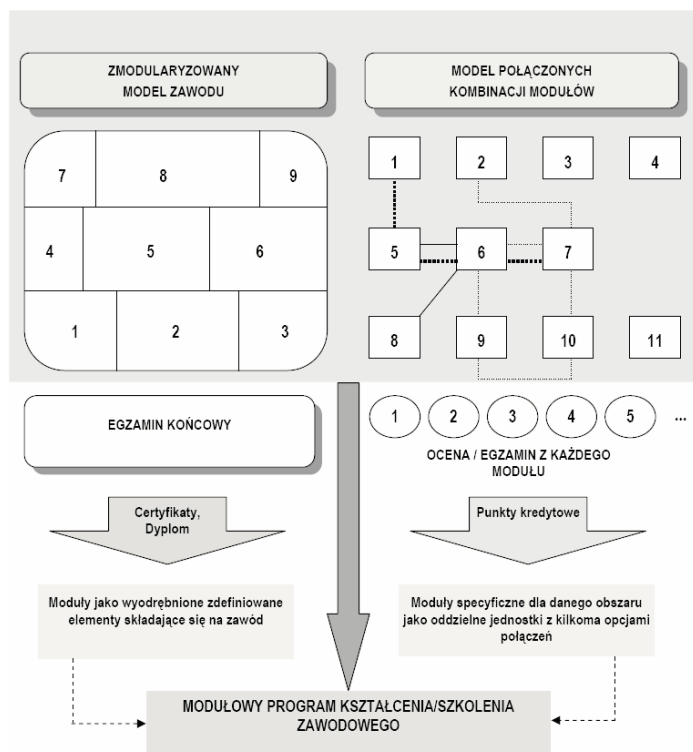 ZMODULARYZOWANY
MODEL ZAWODU
MODEL POŁĄCZONYCH
KOMBINACJI MODUŁÓW
7 8 9
4 5 6
1 2 3
1 2 3 4
5 6 7
8 9 10 11
EGZAMIN KOŃCOWY
1 2 3 4 5 ...
OCENA / EGZAMIN Z KAŻDEGO
MODUŁU
Certyfikaty,
Dyplom
Punkty kredytowe
Moduły jako wyodrębnione zdefiniowane
elementy składające się na zawód
Moduły specyficzne dla danego obszaru
jako oddzielne jednostki z kilkoma opcjami
połączeń
MODUŁOWY PROGRAM KSZTAŁCENIA/SZKOLENIA
ZAWODOWEGO